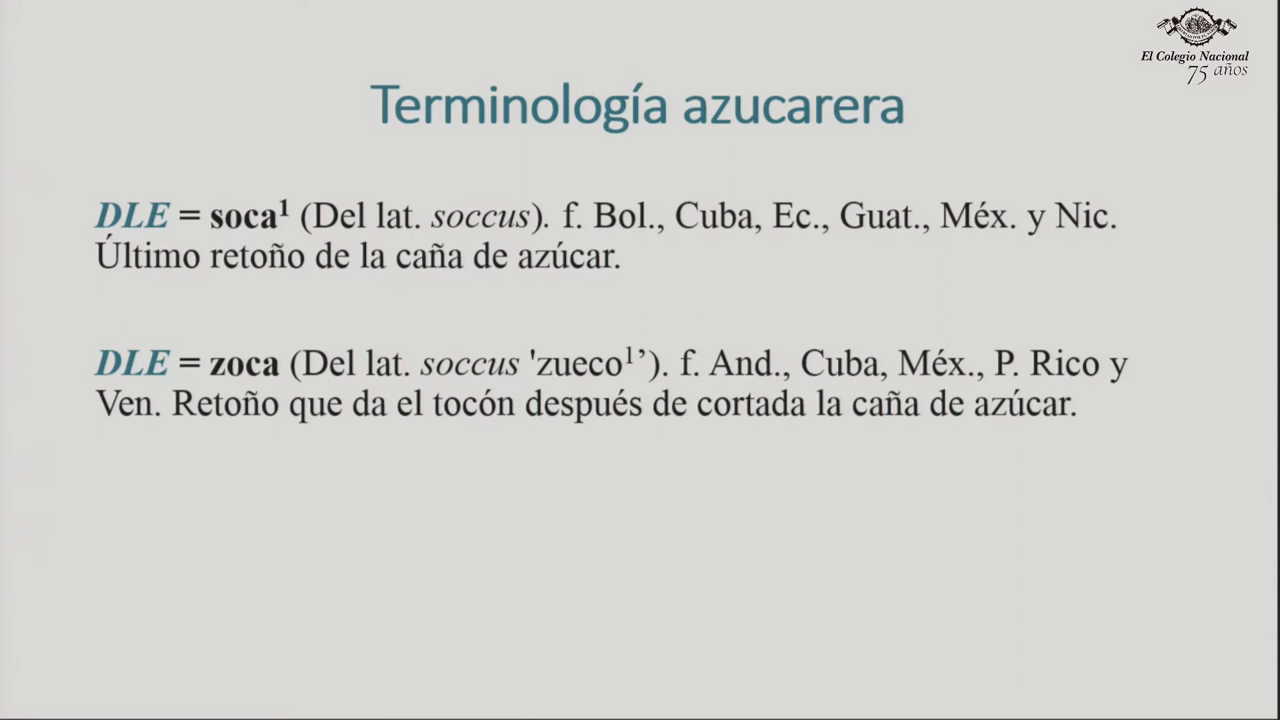 El Colegio Nacional
75 años
Terminología azucarera
DLE = soca¹ (Del lat. soccus). f. Bol., Cuba, Ec., Guat., Méx. y Nic.
Último retoño de la caña de azúcar.
DLE = zoca (Del lat. soccus 'zueco¹’). f. And., Cuba, Méx., P. Rico y
Ven. Retoño que da el tocón después de cortada la caña de azúcar.